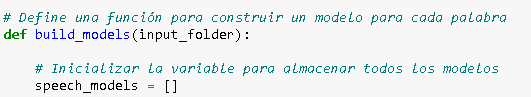 # Define una función para construir un modelo para cada palabra
def build_models(input_folder):
# Inicializar la variable para almacenar todos los modelos
speech_models = []